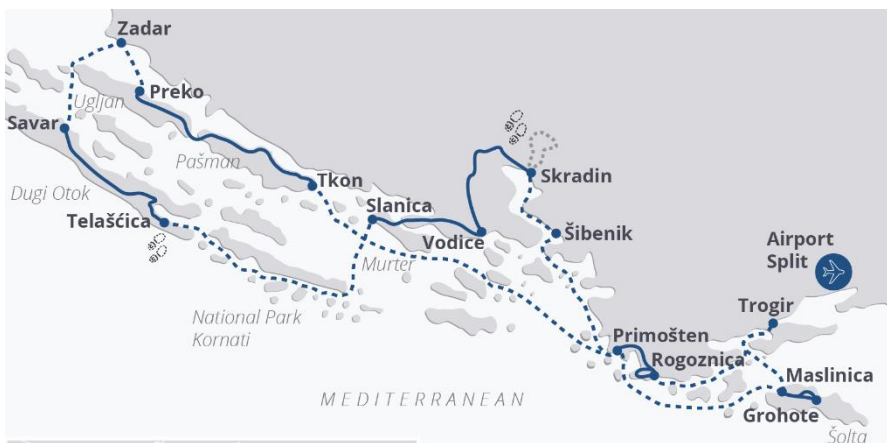 Zadar
Preko
Ugljan
Savar
Pašman
Tkon
Skradin
Dugi Otok
Slanica
Telašćica
Vodice
Šibenik
Airport
Split
Murter
National Park
Kornati
Trogir
Primošten
Rogoznica
Maslinica
MEDITERRANEAN
Grohote
Šolta